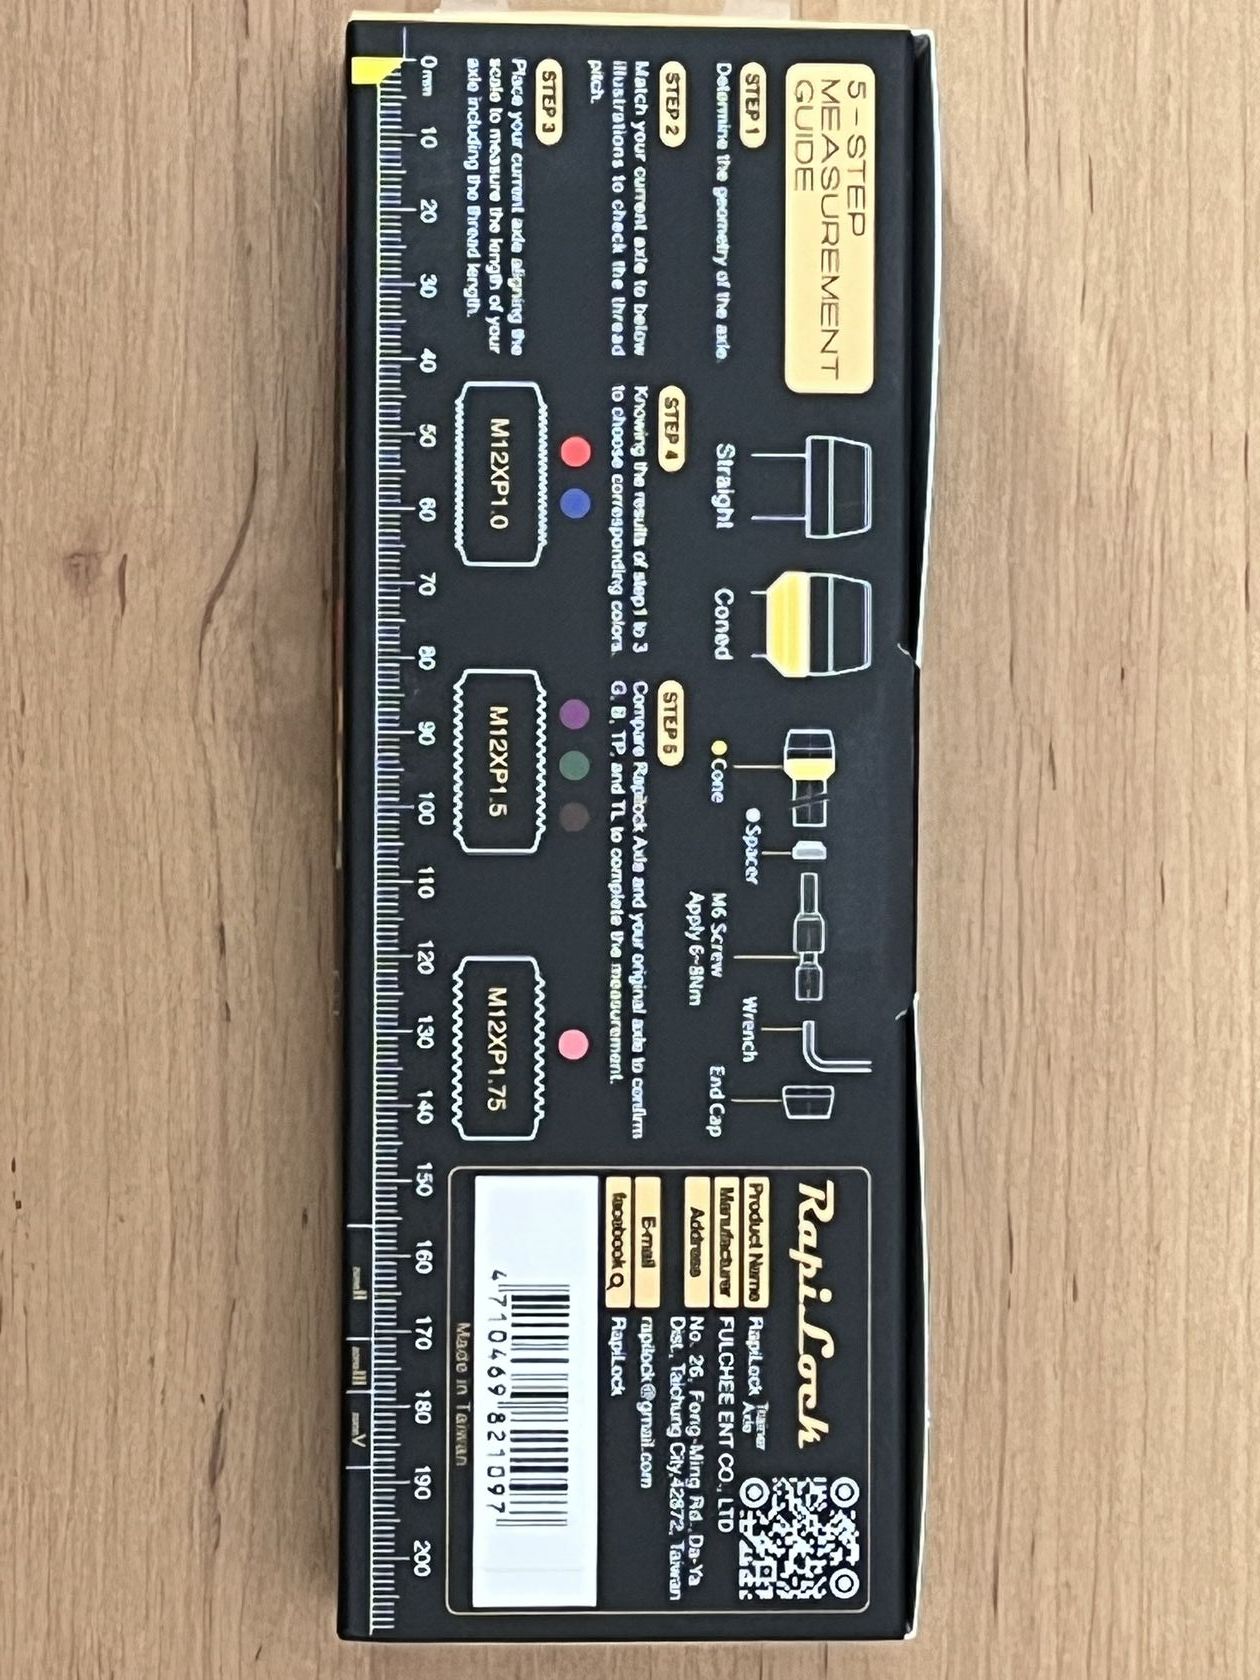 5-STEP
MEASUREMENT
GUIDE
STEP 1
Determine the geometry of the axle.
STEP 2
Match your current axle to below
illustrations to check the thread
pitch.
STEP 3
Place your current axle aligning the
scale to measure the length of your
axle including the thread length.
Straight
Coned
Cone
Spacer
M6 Screw
Apply 6~8Nm
Wrench
End Cap
STEP 4
Knowing the results of step1 to 3
to choose corresponding colors.
STEP 5
Compare RapiLock Axle and your original axle to confirm
TP, and TL to complete the measurement.
M12XP1.0
M12XP1.5
M12XP1.75
0mm 10 20 30 40 50 60 70 80 90 100 110 120 130 140 150 160 170 180 190 200
RapiLock
Product Name RapiLock Trainer Axle
Manufacturer FULCHEE ENT CO., LTD
Address No. 26, Fong-Ming Rd., Da-Ya
Dist., Taichung City,42872, Taiwan
E-mail rapilock@gmail.com
facebook RapiLock
4 710469 821097
Made in Taiwan